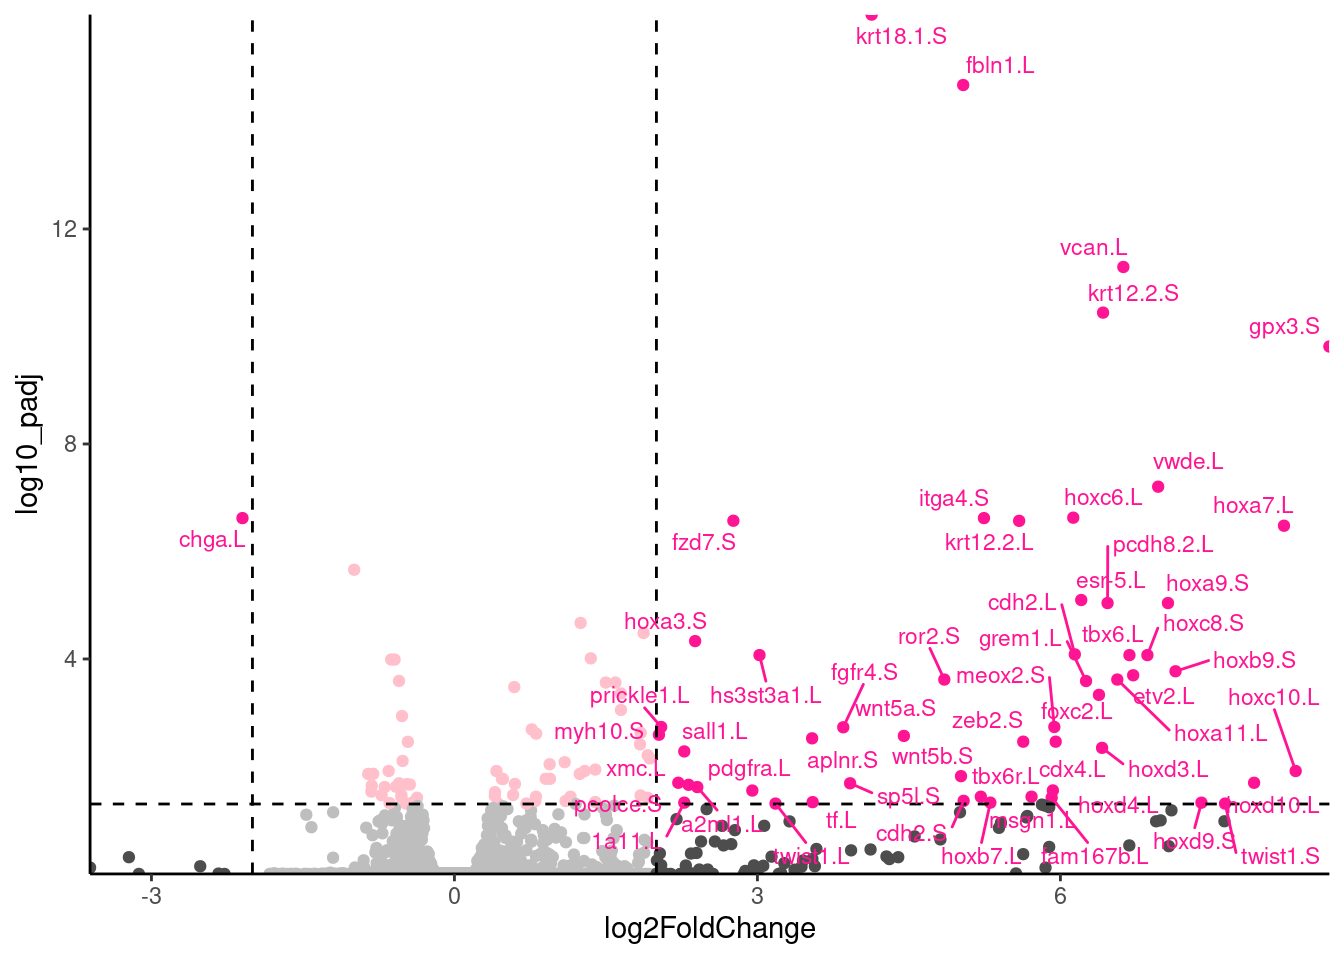 krt18.1.S
fbln1.L
12
vcan.L
krt12.2.S
gpx3.S
8
vwde.L
itga4.S
hoxc6.L
hoxa7.L
chga.L
fzd7.S
krt12.2.L
pcdh8.2.L
esr-5.L
hoxa9.S
cdh2.L
hoxa3.S
ror2.S
grem1.L
tbx6.L
hoxc8.S
4
hoxb9.S
fgfr4.S
meox2.S
prickle1.L
hs3st3a1.L
etv2.L
hoxc10.L
wnt5a.S
zeb2.S
foxc2.L
myh10.S
sall1.L
hoxa11.L
aplnr.S
wnt5b.S
xmc.L
pdgfra.L
tbx6r.L
cdx4.L
hoxd3.L
sp5l.S
pcolce.S
a2ml1.L
tf.L
msgn1.L
hoxd4.L
hoxd10.L
1a11.L
cdh2.S
hoxd9.S
twist1.L
hoxb7.L
fam167b.L
twist1.S
-3
0
3
6
log2FoldChange
log10_padj